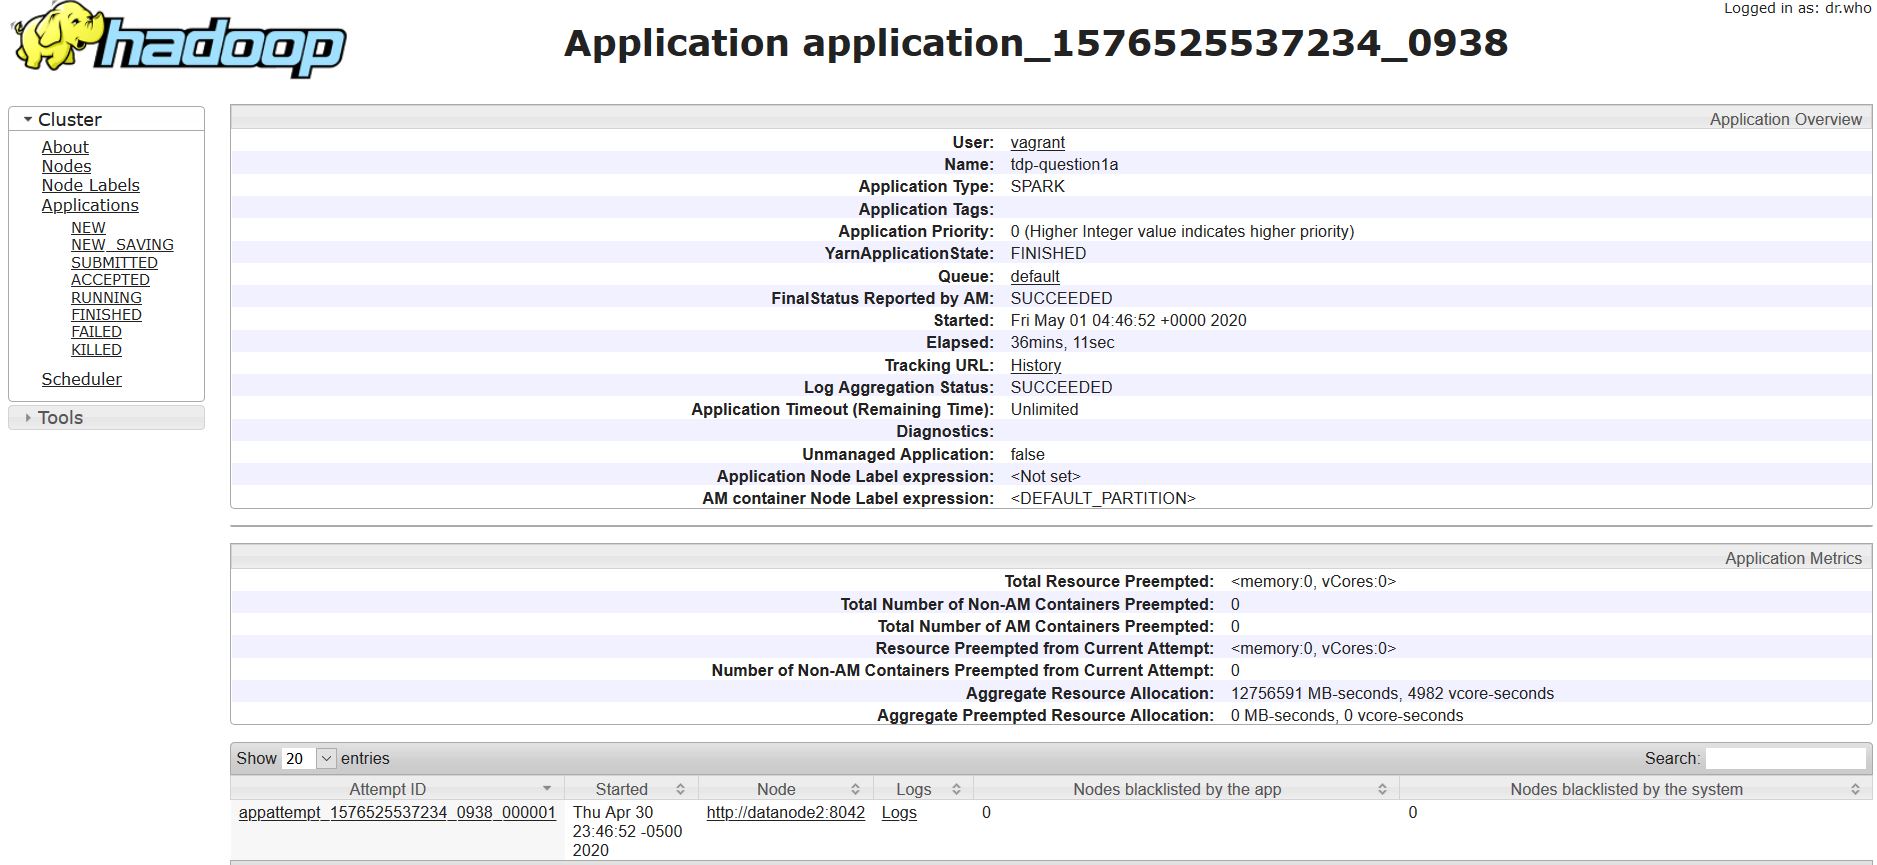 Logged in as: dr.who
hadoop
Application application_1576525537234_0938
Cluster
About
Nodes
Node Labels
Applications
NEW
NEW_SAVING
SUBMITTED
ACCEPTED
RUNNING
FINISHED
FAILED
KILLED
Scheduler
Tools
Application Overview
User: vagrant
Name: tdp-question1a
Application Type: SPARK
Application Tags:
Application Priority: 0 (Higher Integer value indicates higher priority)
YarnApplicationState: FINISHED
Queue: default
FinalStatus Reported by AM: SUCCEEDED
Started: Fri May 01 04:46:52 +0000 2020
Elapsed: 36mins, 11sec
Tracking URL: History
Log Aggregation Status: SUCCEEDED
Application Timeout (Remaining Time): Unlimited
Diagnostics:
Unmanaged Application: false
Application Node Label expression: <Not set>
AM container Node Label expression: <DEFAULT_PARTITION>
Application Metrics
Total Resource Preempted: <memory:0, vCores:0>
Total Number of Non-AM Containers Preempted: 0
Total Number of AM Containers Preempted: 0
Resource Preempted from Current Attempt: <memory:0, vCores:0>
Number of Non-AM Containers Preempted from Current Attempt: 0
Aggregate Resource Allocation: 12756591 MB-seconds, 4982 vcore-seconds
Aggregate Preempted Resource Allocation: 0 MB-seconds, 0 vcore-seconds
Show 20 entries Search:
Attempt ID Started Node Logs Nodes blacklisted by the app Nodes blacklisted by the system
appattempt_1576525537234_0938_000001 Thu Apr 30 http://datanode2:8042 Logs 0 0
23:46:52 -0500
2020